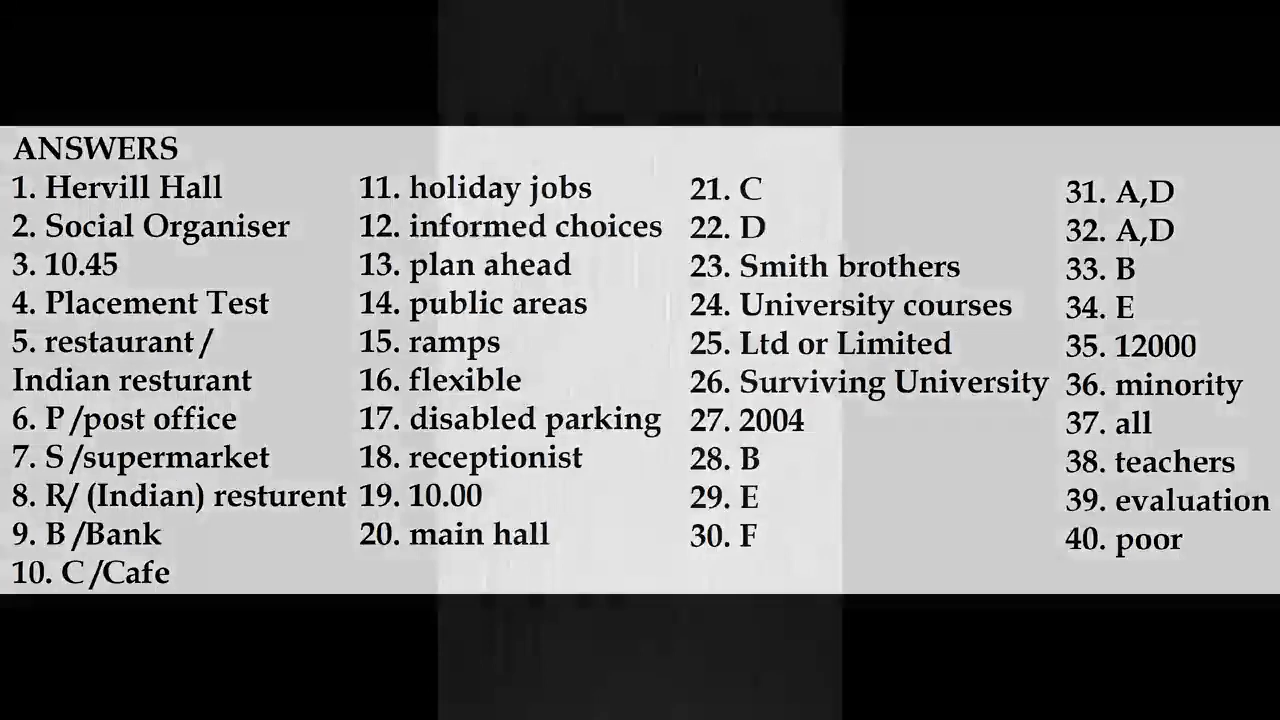 ANSWERS
1. Hervill Hall
2. Social Organiser
3. 10.45
4. Placement Test
5. restaurant /
Indian resturant
6. P /post office
7. S /supermarket
8. R/ (Indian) resturent
9. B /Bank
10. C /Cafe
11. holiday jobs
12. informed choices
13. plan ahead
14. public areas
15. ramps
16. flexible
17. disabled parking
18. receptionist
19. 10.00
20. main hall
21. C
22. D
23. Smith brothers
24. University courses
25. Ltd or Limited
26. Surviving University
27. 2004
28. B
29. E
30. F
31. A,D
32. A,D
33. B
34. E
35. 12000
36. minority
37. all
38. teachers
39. evaluation
40. poor